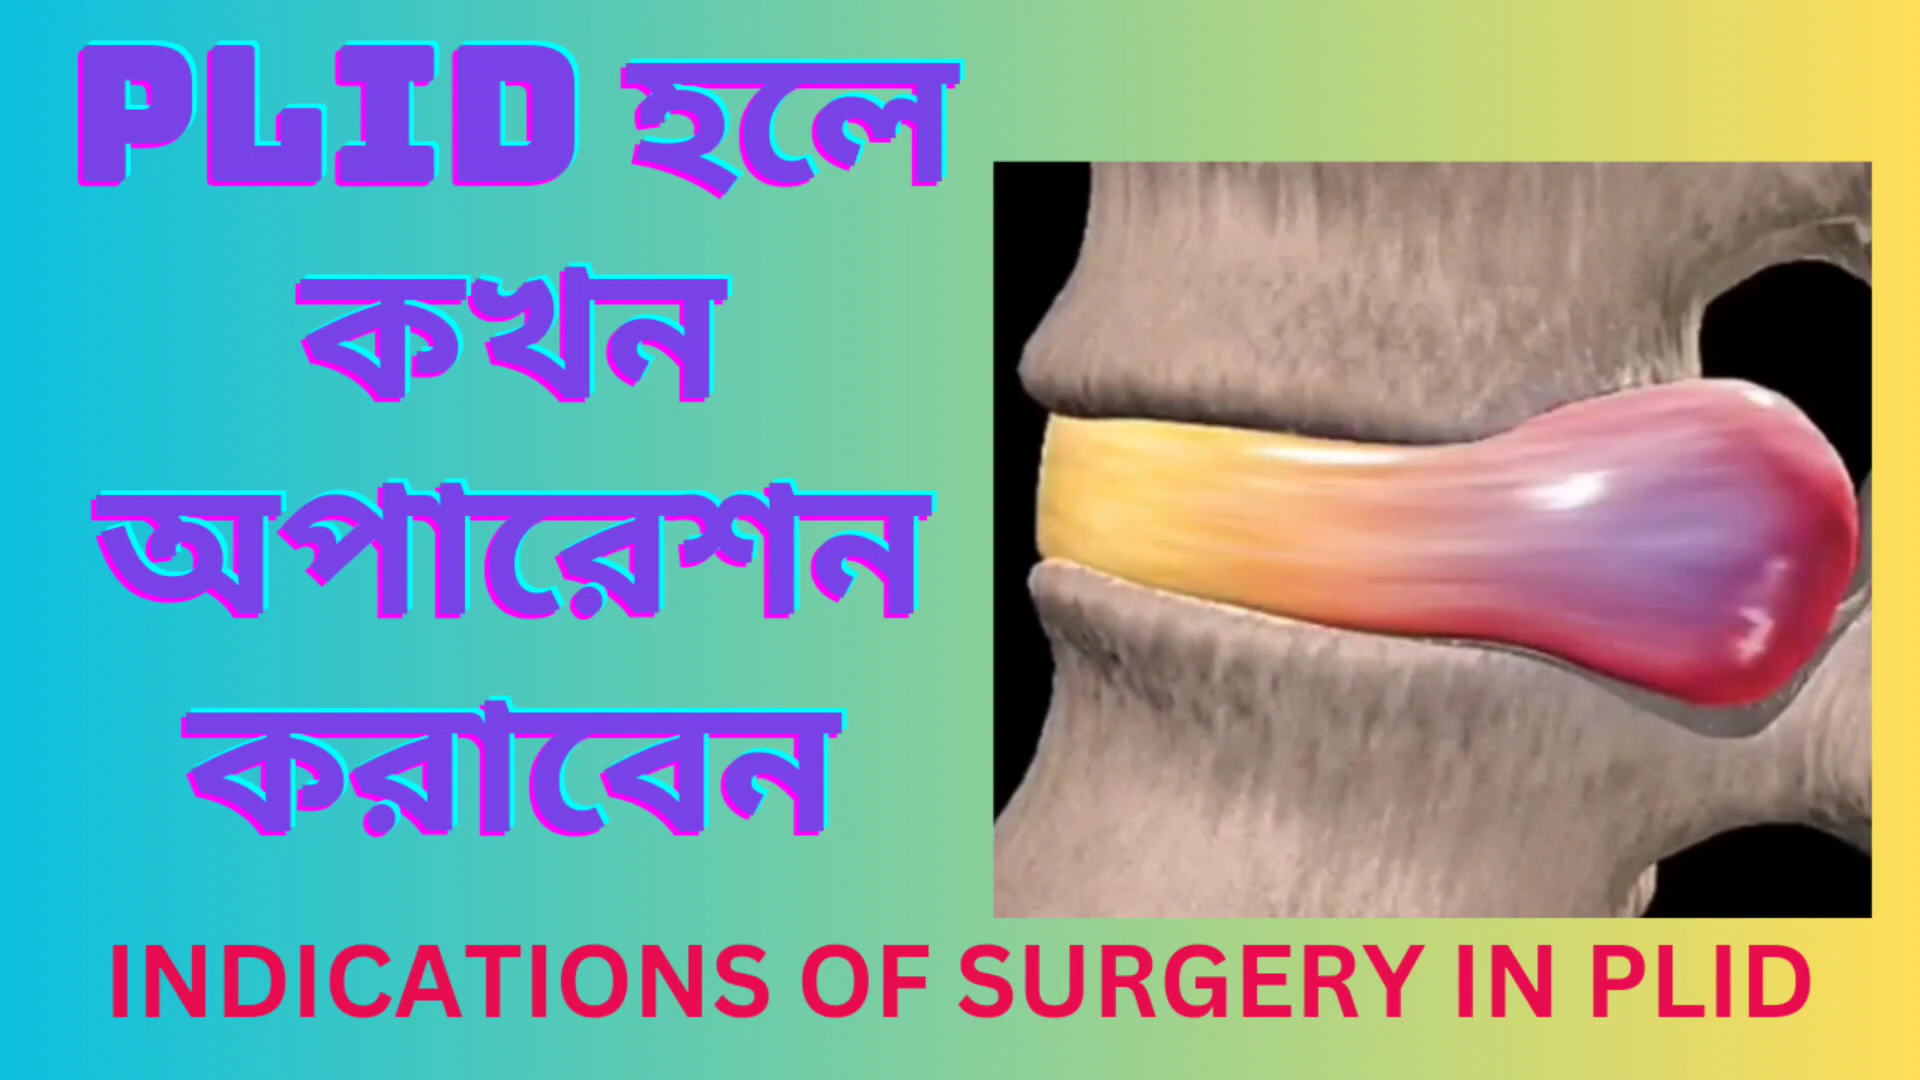 PLID হলে
কখন
অপারেশন
করাবেন
INDICATIONS OF SURGERY IN PLID